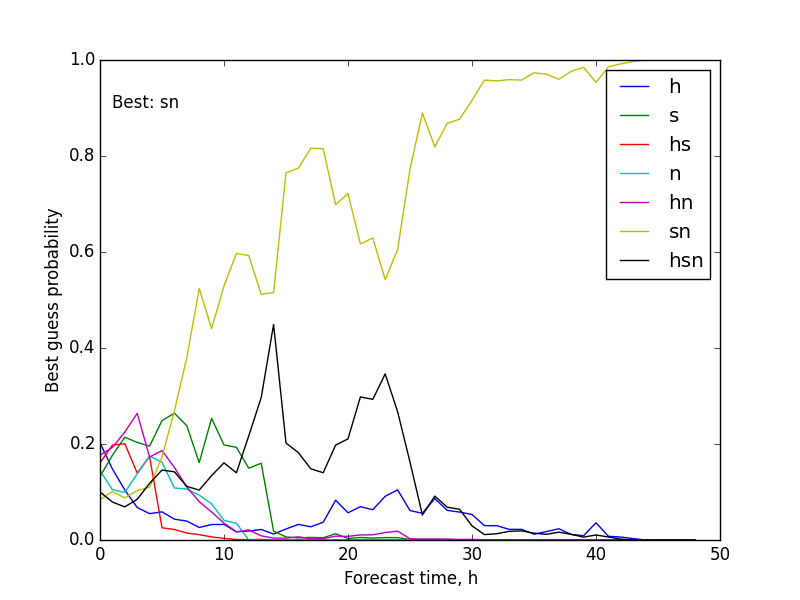 Best: sn
h
s
hs
n
hn
sn
hsn
1.0
0.8
0.6
0.4
0.2
0.0
Best guess probability
0 10 20 30 40 50
Forecast time, h